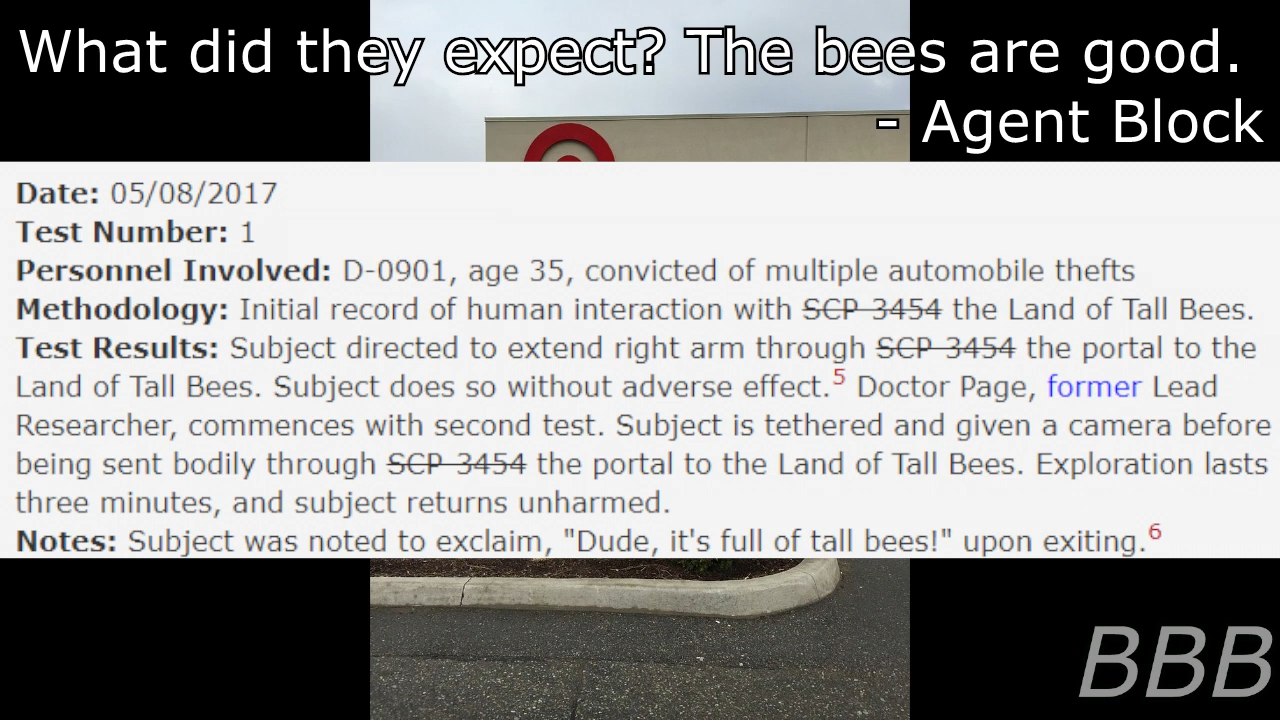 What did they expect? The bees are good.
- Agent Block
Date: 05/08/2017
Test Number: 1
Personnel Involved: D-0901, age 35, convicted of multiple automobile thefts
Methodology: Initial record of human interaction with SCP-3454 the Land of Tall Bees.
Test Results: Subject directed to extend right arm through SCP-3454 the portal to the
Land of Tall Bees. Subject does so without adverse effect.5 Doctor Page, former Lead
Researcher, commences with second test. Subject is tethered and given a camera before
being sent bodily through SCP-3454 the portal to the Land of Tall Bees. Exploration lasts
three minutes, and subject returns unharmed.
Notes: Subject was noted to exclaim, "Dude, it's full of tall bees!" upon exiting.6
BBB